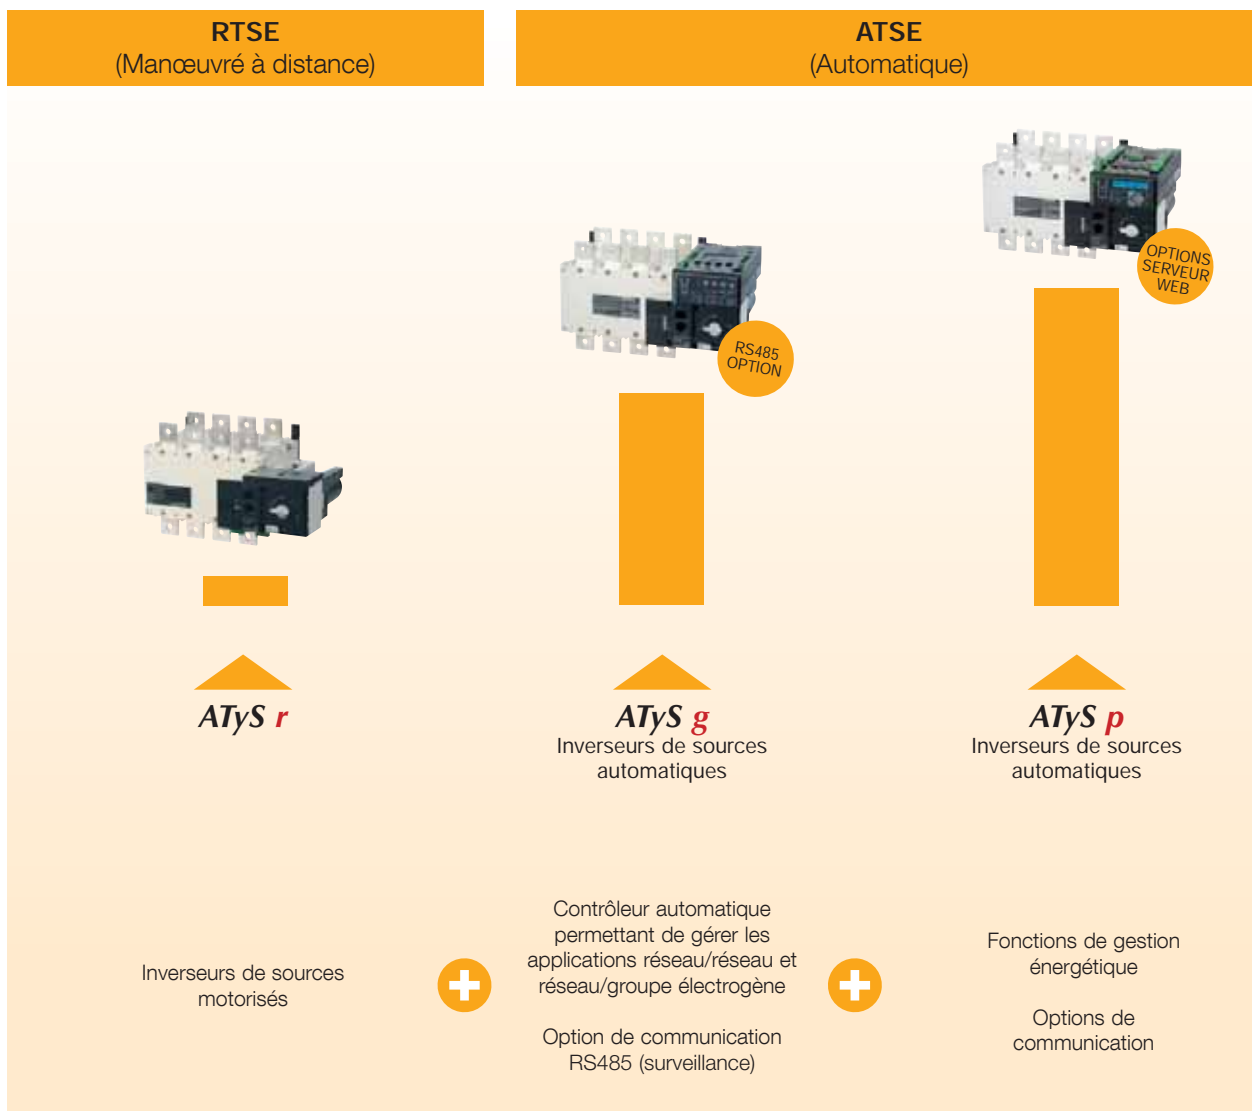 RTSE
(Manœuvré à distance)
ATSE
(Automatique)
OPTIONS
SERVEUR
WEB
RS485
OPTION
ATyS r
ATyS g
Inverseurs de sources
automatiques
ATyS p
Inverseurs de sources
automatiques
Inverseurs de sources
motorisés
Contrôleur automatique
permettant de gérer les
applications réseau/réseau et
réseau/groupe électrogène
Option de communication
RS485 (surveillance)
Fonctions de gestion
énergétique
Options de
communication